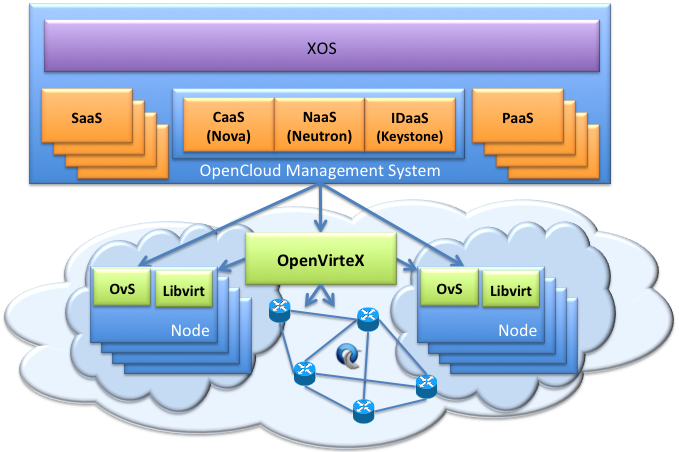 XOS
SaaS
CaaS
(Nova)
NaaS
(Neutron)
IDaaS
(Keystone)
PaaS
OpenCloud Management System
OpenVirteX
OvS
Libvirt
Node
OvS
Libvirt
Node